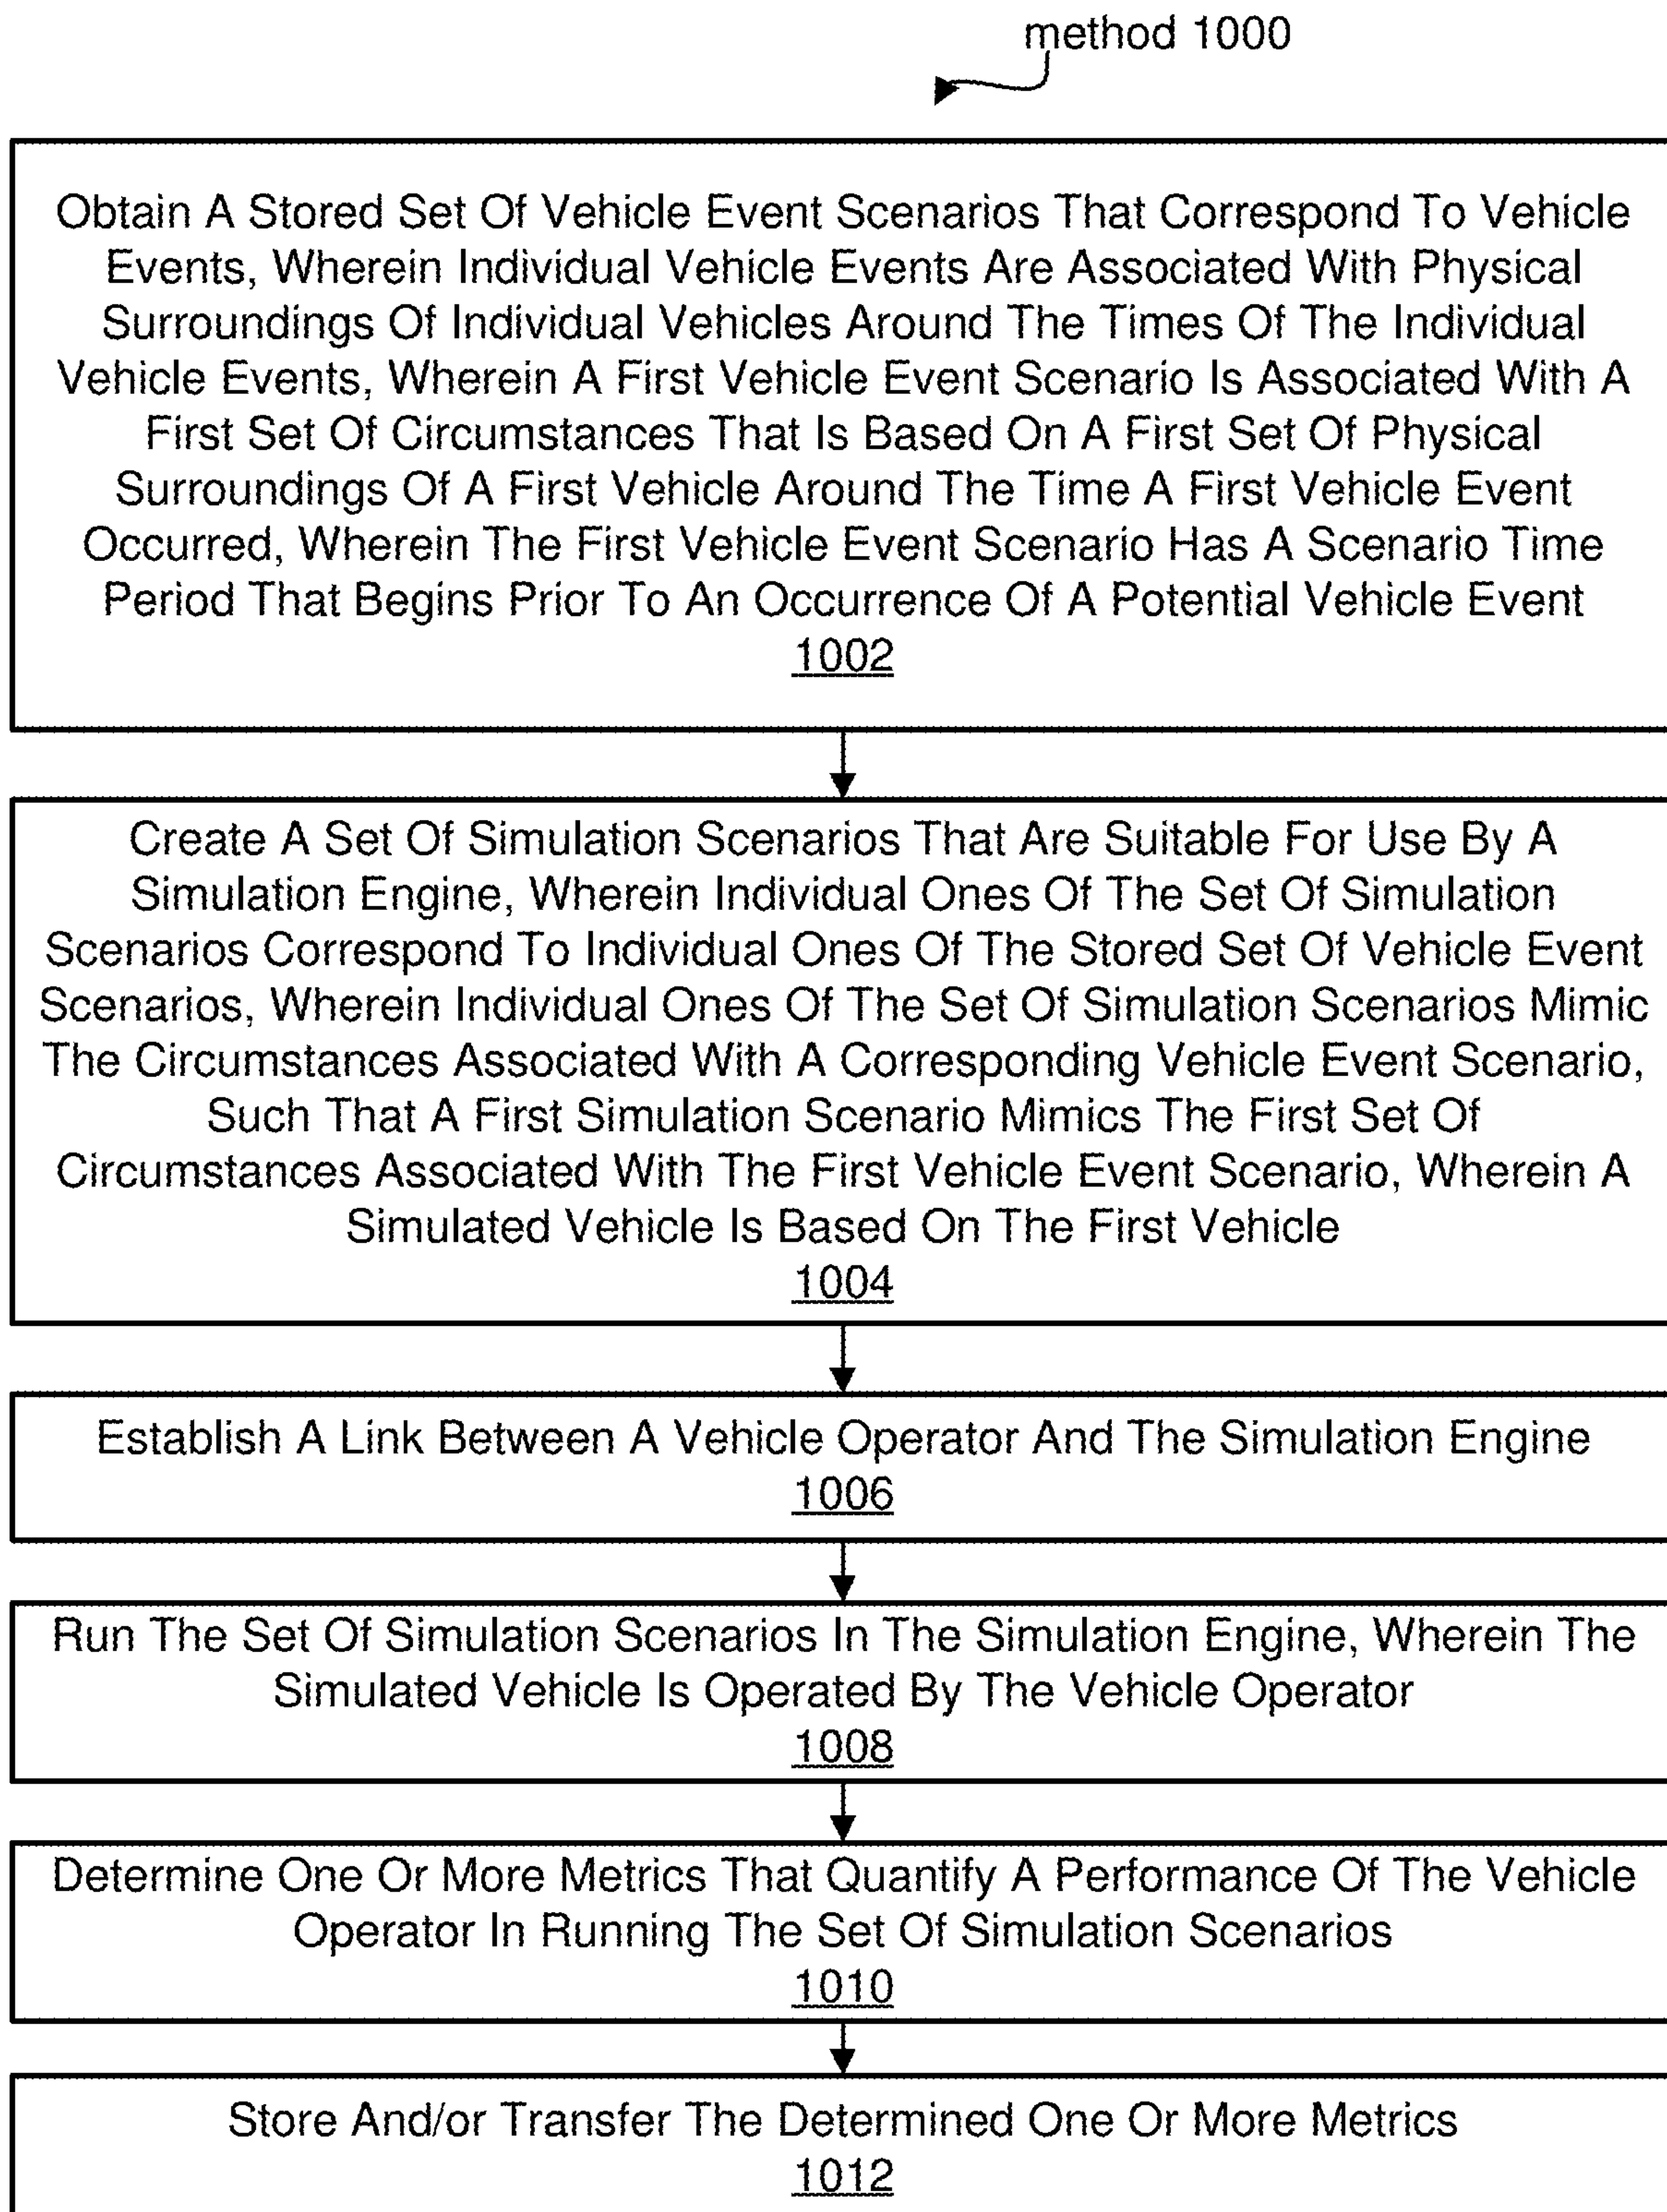 method 1000
Obtain A Stored Set Of Vehicle Event Scenarios That Correspond To Vehicle
Events, Wherein Individual Vehicle Events Are Associated With Physical
Surroundings Of Individual Vehicles Around The Times Of The Individual
Vehicle Events, Wherein A First Vehicle Event Scenario Is Associated With A
First Set Of Circumstances That Is Based On A First Set Of Physical
Surroundings Of A First Vehicle Around The Time A First Vehicle Event
Occurred, Wherein The First Vehicle Event Scenario Has A Scenario Time
Period That Begins Prior To An Occurrence Of A Potential Vehicle Event
1002
Create A Set Of Simulation Scenarios That Are Suitable For Use By A
Simulation Engine, Wherein Individual Ones Of The Set Of Simulation
Scenarios Correspond To Individual Ones Of The Stored Set Of Vehicle Event
Scenarios, Wherein Individual Ones Of The Set Of Simulation Scenarios Mimic
The Circumstances Associated With A Corresponding Vehicle Event Scenario,
Such That A First Simulation Scenario Mimics The First Set Of
Circumstances Associated With The First Vehicle Event Scenario, Wherein A
Simulated Vehicle Is Based On The First Vehicle
1004
Establish A Link Between A Vehicle Operator And The Simulation Engine
1006
Run The Set Of Simulation Scenarios In The Simulation Engine, Wherein The
Simulated Vehicle Is Operated By The Vehicle Operator
1008
Determine One Or More Metrics That Quantify A Performance Of The Vehicle
Operator In Running The Set Of Simulation Scenarios
1010
Store And/or Transfer The Determined One Or More Metrics
1012